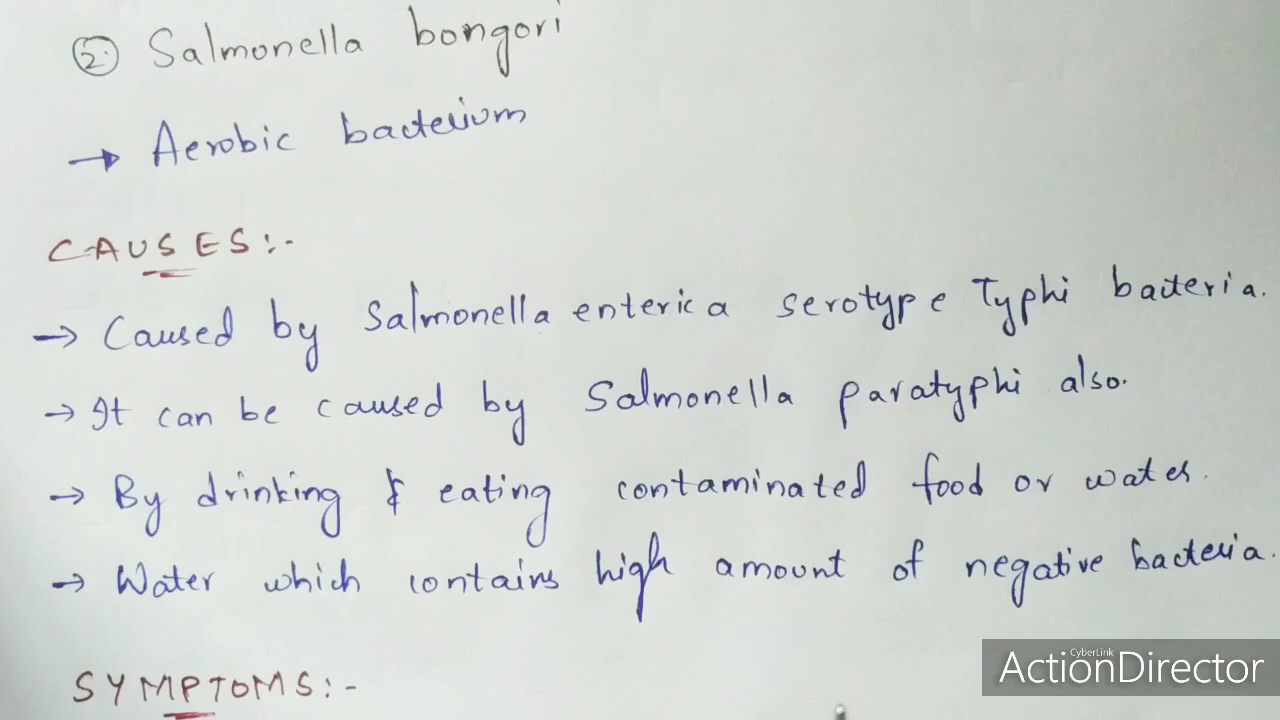 ② Salmonella bongori
→ Aerobic bacterium
CAUSES:-
→ Caused by Salmonella enterica serotype Typhi bacteria.
→ It can be caused by Salmonella paratyphi also.
→ By drinking & eating contaminated food or water.
→ Water which contains high amount of negative bacteria.
SYMPTOMS:-
CyberLink
ActionDirector